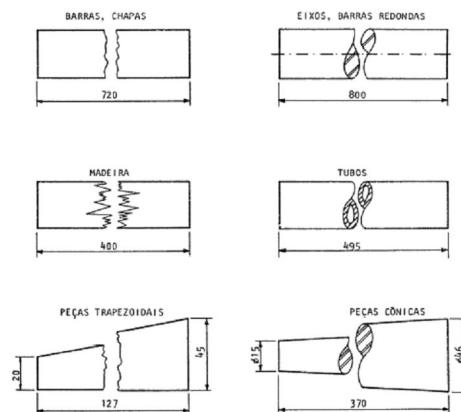 BARRAS, CHAPAS
720
EIXOS, BARRAS REDONDAS
800
MADEIRA
400
TUBOS
495
PEÇAS TRAPEZOIDAIS
20
45
127
PEÇAS CÔNICAS
ø15
ø46
370